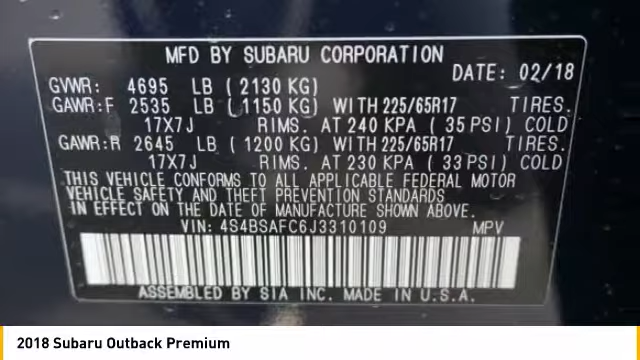 MFD BY SUBARU CORPORATION
DATE: 02/18
GVWR: 4695 LB ( 2130 KG)
GAWR:F 2535 LB ( 1150 KG) WITH 225/65R17 TIRES.
17X7J RIMS. AT 240 KPA ( 35 PSI) COLD
GAWR:R 2645 LB ( 1200 KG) WITH 225/65R17 TIRES.
17X7J RIMS. AT 230 KPA ( 33 PSI) COLD
THIS VEHICLE CONFORMS TO ALL APPLICABLE FEDERAL MOTOR
VEHICLE SAFETY AND THEFT PREVENTION STANDARDS
IN EFFECT ON THE DATE OF MANUFACTURE SHOWN ABOVE.
VIN: 4S4BSAFC6J3310109 MPV
ASSEMBLED BY SIA INC. MADE IN U.S.A.
2018 Subaru Outback Premium